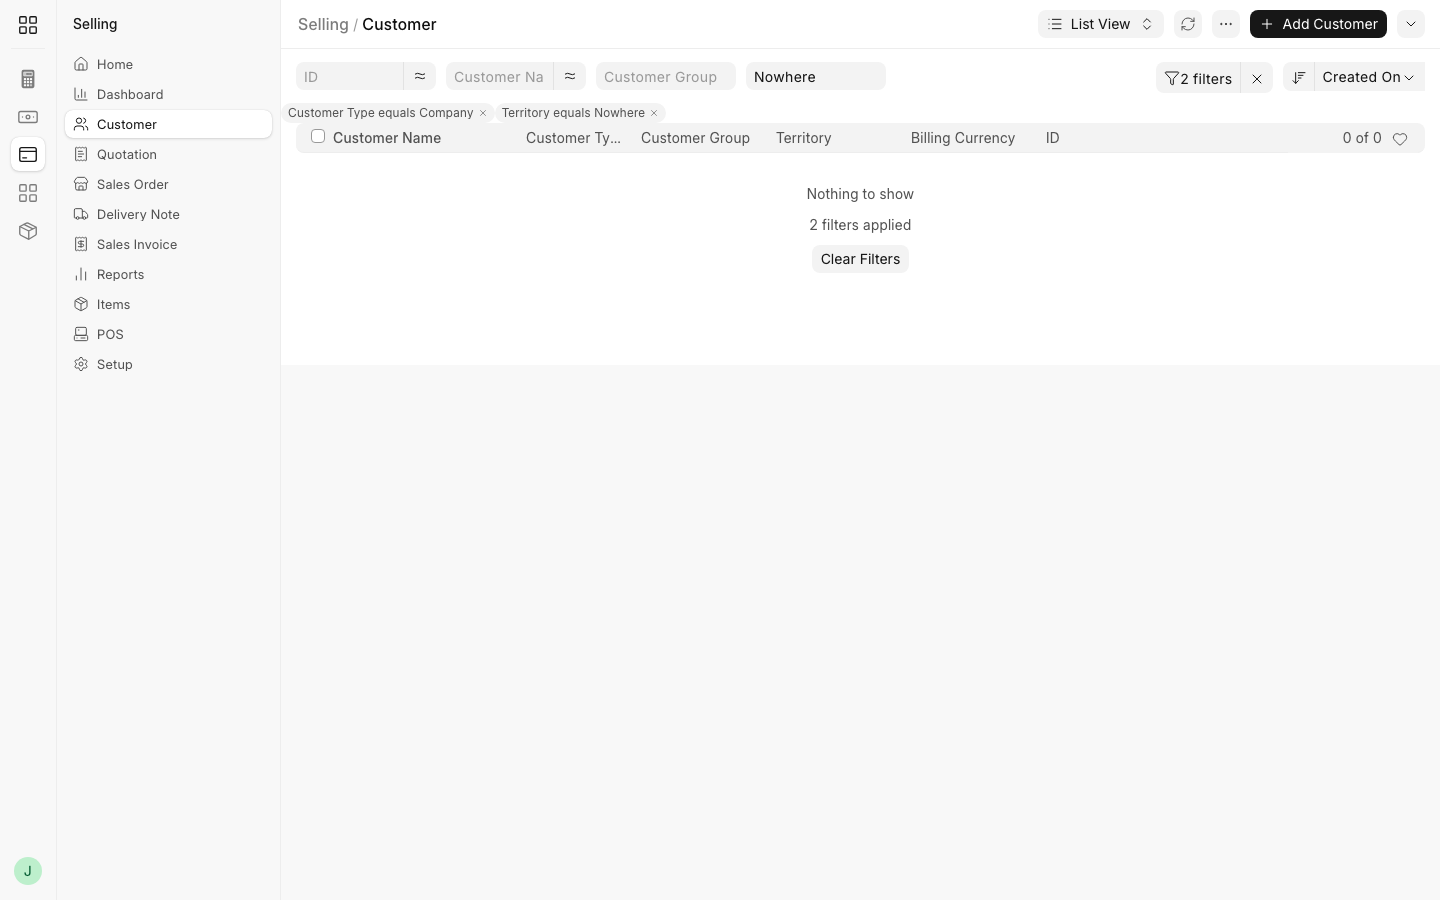 Selling
Home
Dashboard
Customer
Quotation
Sales Order
Delivery Note
Sales Invoice
Reports
Items
POS
Setup
J
Selling / Customer
List View
Add Customer
ID
≈
Customer Na
≈
Customer Group
Nowhere
2 filters
Created On
Customer Type equals Company
Territory equals Nowhere
Customer Name
Customer Ty...
Customer Group
Territory
Billing Currency
ID
0 of 0
Nothing to show
2 filters applied
Clear Filters